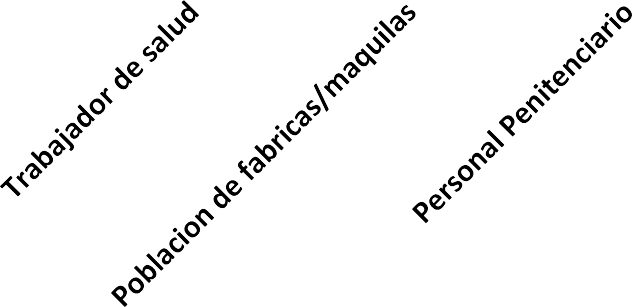 Trabajador de salud
Poblacion de fabricas/maquilas
Personal Penitenciario